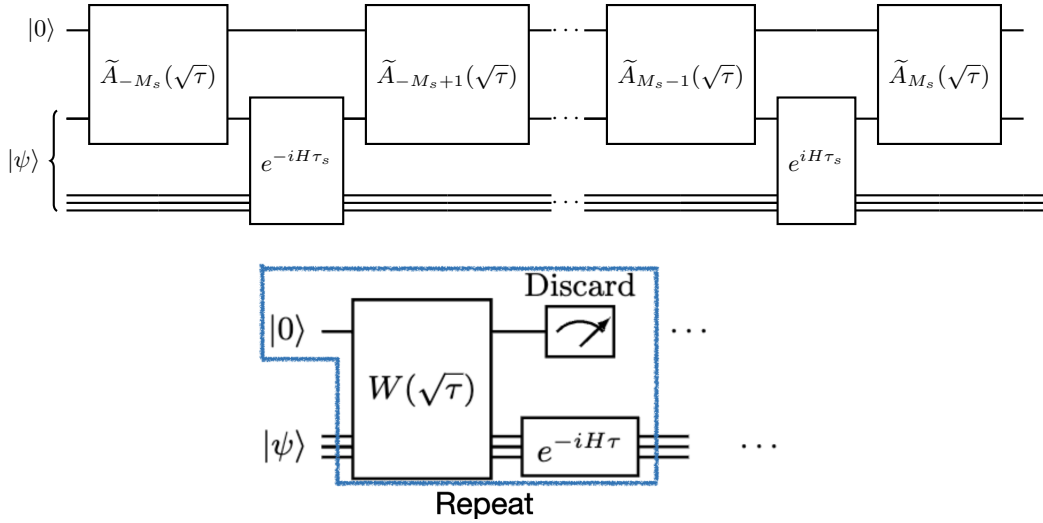 |0⟩ Ã_{-M_s}(√τ) Ã_{-M_s+1}(√τ) ··· Ã_{M_s-1}(√τ) Ã_{M_s}(√τ)
···
|ψ⟩ e^{-iHτ_s} e^{iHτ_s}
···
Discard
|0⟩ ···
W(√τ)
|ψ⟩ e^{-iHτ} ···
Repeat